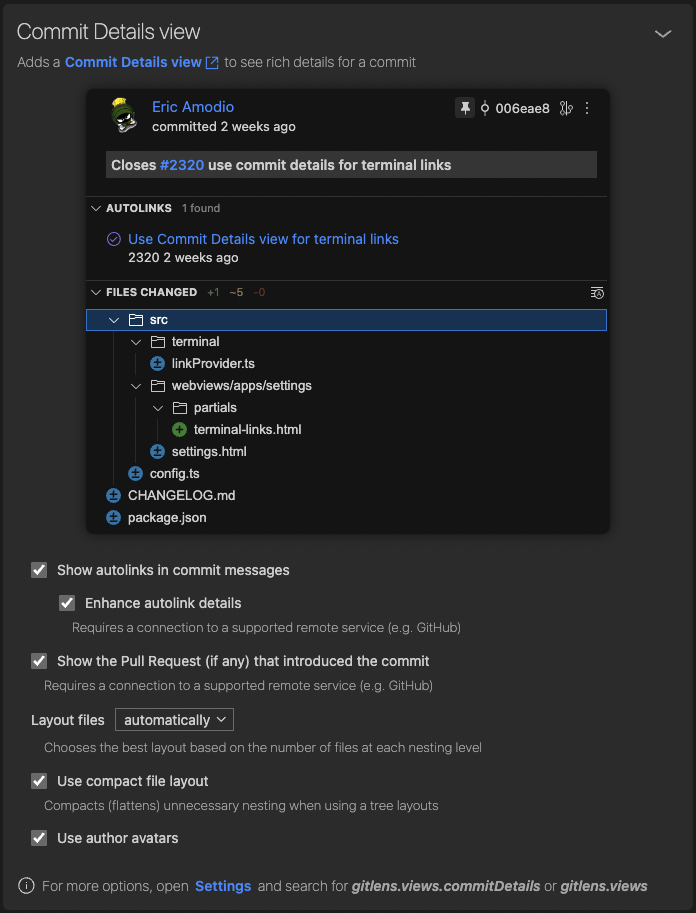 Commit Details view
Adds a Commit Details view to see rich details for a commit
Eric Amodio
006eae8
committed 2 weeks ago
Closes #2320 use commit details for terminal links
AUTOLINKS 1 found
Use Commit Details view for terminal links
2320 2 weeks ago
FILES CHANGED +1 ~5 -0
src
terminal
linkProvider.ts
webviews/apps/settings
partials
terminal-links.html
settings.html
config.ts
CHANGELOG.md
package.json
Show autolinks in commit messages
Enhance autolink details
Requires a connection to a supported remote service (e.g. GitHub)
Show the Pull Request (if any) that introduced the commit
Requires a connection to a supported remote service (e.g. GitHub)
Layout files automatically
Chooses the best layout based on the number of files at each nesting level
Use compact file layout
Compacts (flattens) unnecessary nesting when using a tree layouts
Use author avatars
For more options, open Settings and search for gitlens.views.commitDetails or gitlens.views